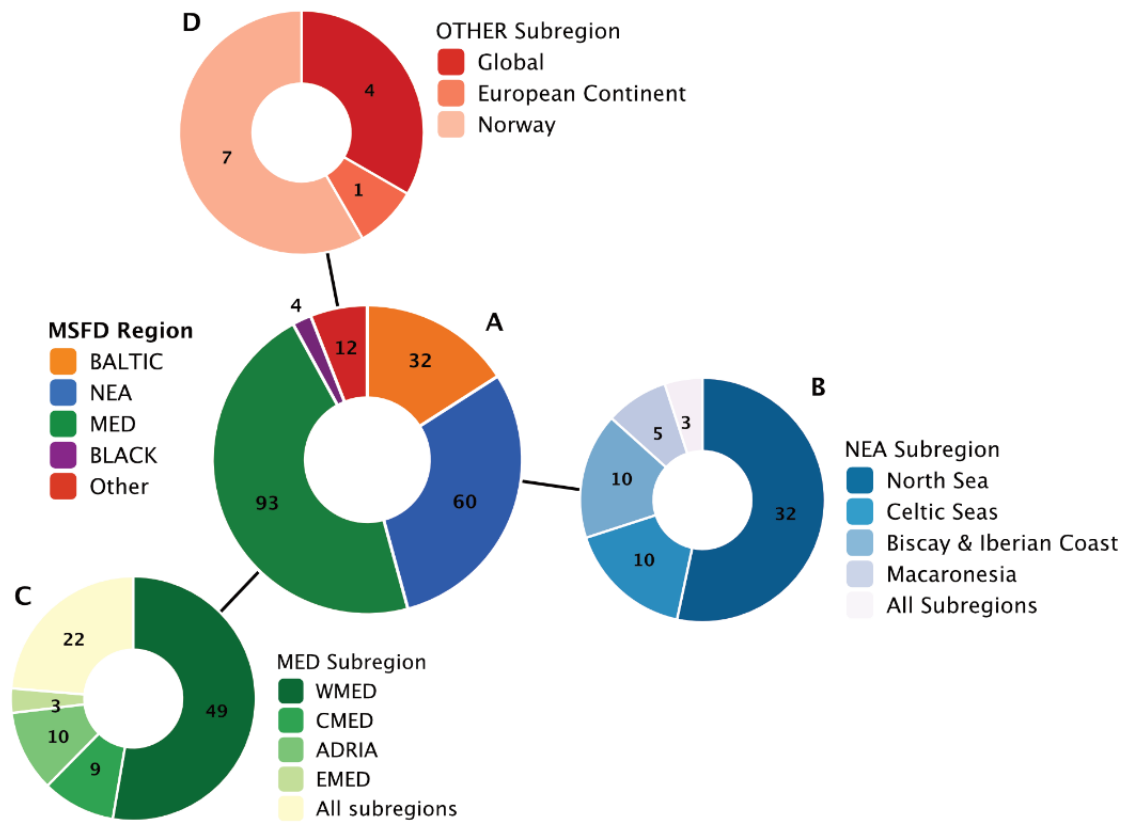 D
OTHER Subregion
Global
European Continent
Norway
4
7
1
4
A
MSFD Region
BALTIC
NEA
MED
BLACK
Other
12
32
93
60
B
NEA Subregion
North Sea
Celtic Seas
Biscay & Iberian Coast
Macaronesia
All Subregions
3
5
10
32
10
C
MED Subregion
WMED
CMED
ADRIA
EMED
All subregions
22
3
49
10
9